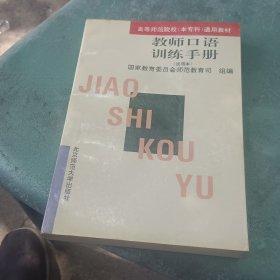 高等师范院校(本专科)通用教材
教师口语
训练手册
(试用本)
国家教育委员会师范教育司 组编
JIAO
SHI
KOU
YU
北京师范大学出版社